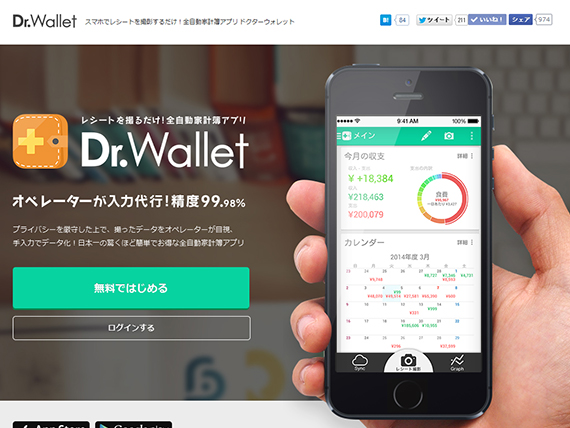 Dr.Wallet
スマホでレシートを撮影するだけ！全自動家計簿アプリ ドクターウォレット
B! 84
ツイート 211
いいね！
シェア 974
レシートを撮るだけ！全自動家計簿アプリ
Dr.Wallet
オペレーターが入力代行！精度99.98%
プライバシーを厳守した上で、撮ったデータをオペレーターが目視、
手入力でデータ化！日本一の驚くほど簡単でお得な全自動家計簿アプリ
無料ではじめる
ログインする
9:41 AM 100%
メイン
今月の収支 詳細
¥ +18,384
¥218,463
¥200,079
食費
カレンダー 詳細
2014年度 3月
Sync
レシート撮影
Graph
App Store